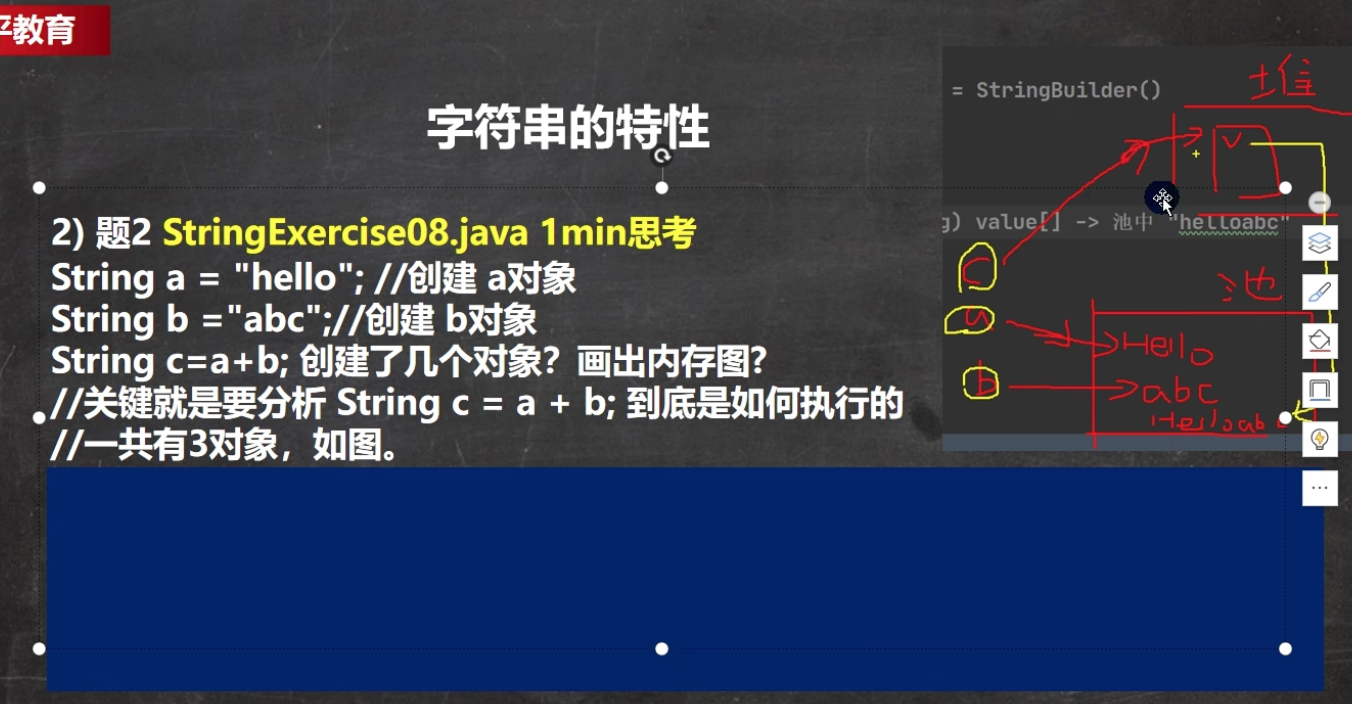 平教育
字符串的特性
2) 题2 StringExercise08.java 1min思考
String a = "hello"; //创建 a对象
String b ="abc";//创建 b对象
String c=a+b; 创建了几个对象？画出内存图?
//关键就是要分析 String c = a + b; 到底是如何执行的
//一共有3对象，如图。
= StringBuilder()
堆
v
g) value[] -> 池中 "helloabc"
c
池
a
Hello
b
abc
Helloabc